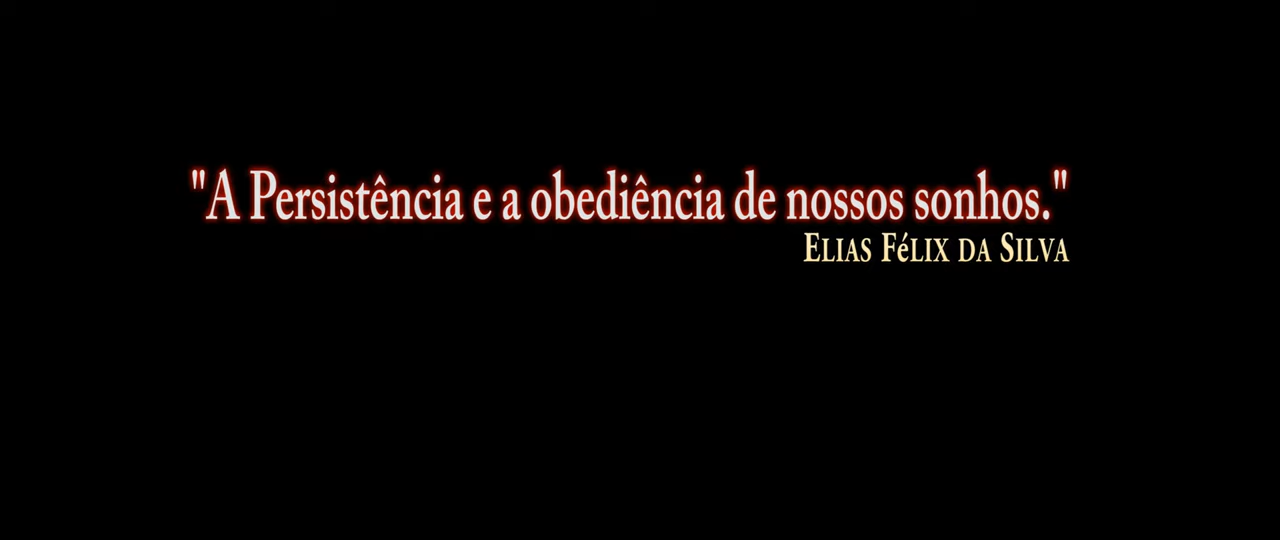 "A Persistência e a obediência de nossos sonhos."
ELIAS FéLIX DA SILVA